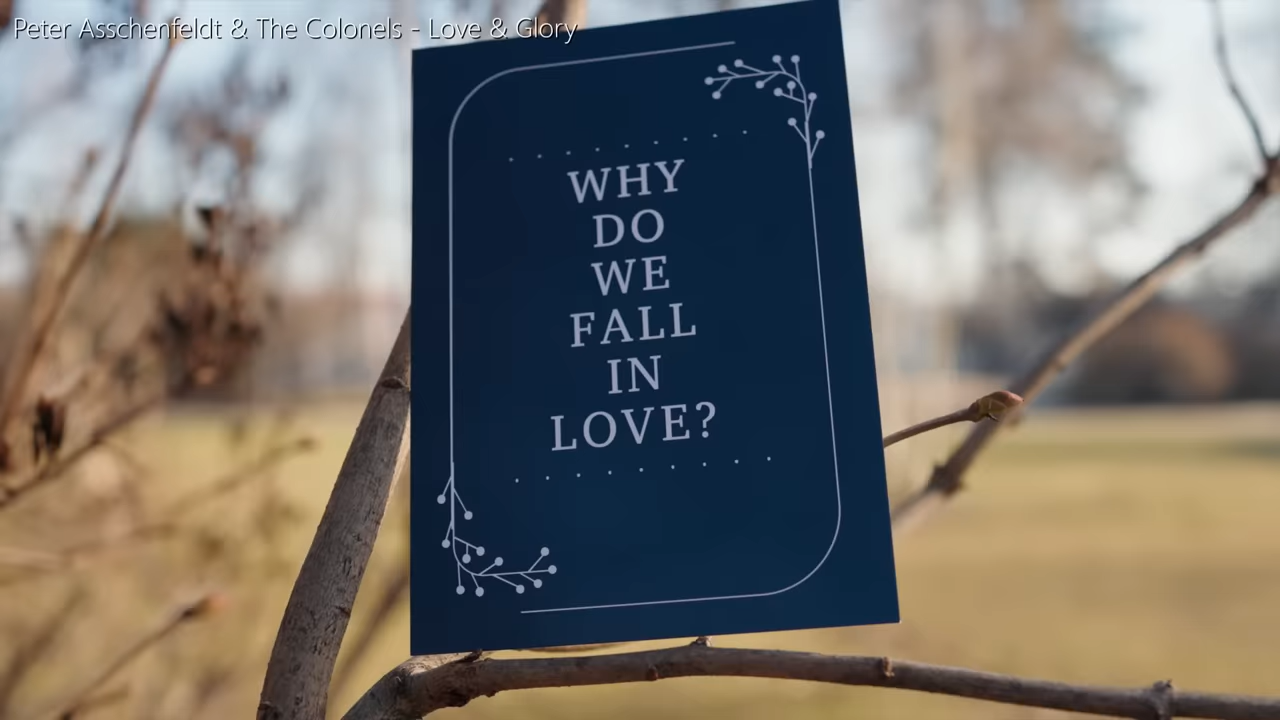 Peter Asschenfeldt & The Colonels - Love & Glory
WHY
DO
WE
FALL
IN
LOVE?